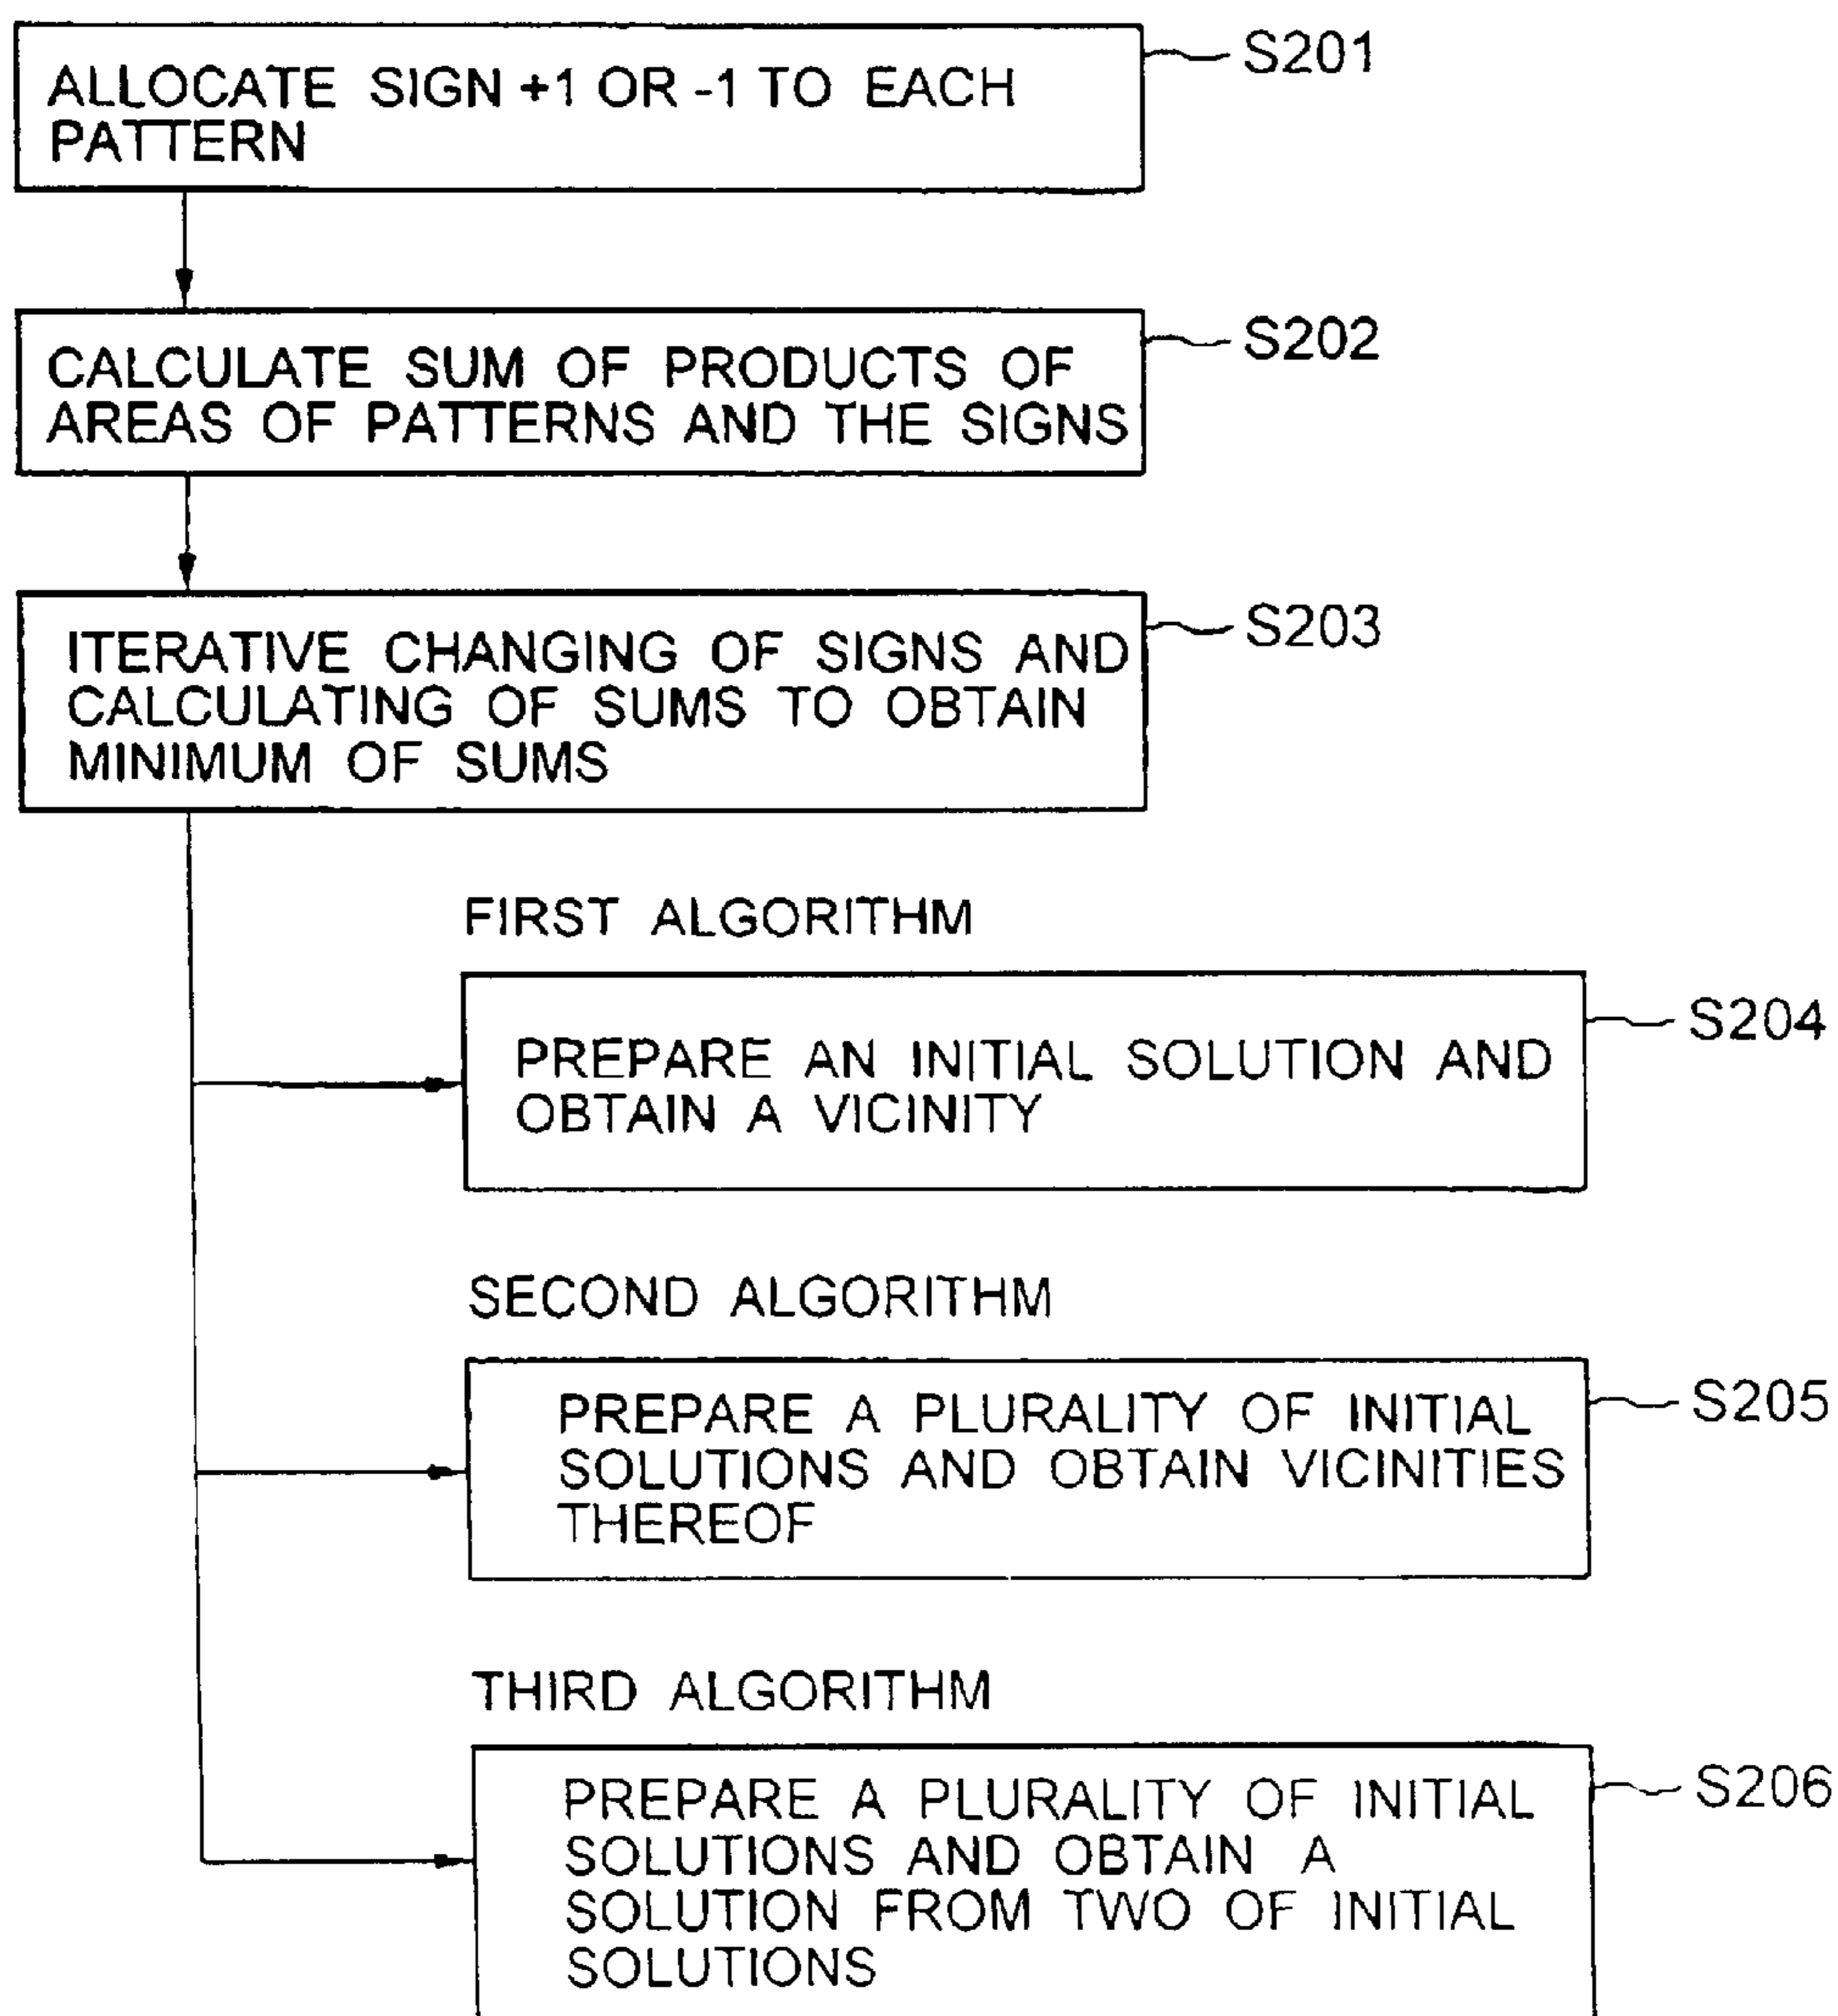 ALLOCATE SIGN +1 OR -1 TO EACH
PATTERN
S201
CALCULATE SUM OF PRODUCTS OF
AREAS OF PATTERNS AND THE SIGNS
S202
ITERATIVE CHANGING OF SIGNS AND
CALCULATING OF SUMS TO OBTAIN
MINIMUM OF SUMS
S203
FIRST ALGORITHM
PREPARE AN INITIAL SOLUTION AND
OBTAIN A VICINITY
S204
SECOND ALGORITHM
PREPARE A PLURALITY OF INITIAL
SOLUTIONS AND OBTAIN VICINITIES
THEREOF
S205
THIRD ALGORITHM
PREPARE A PLURALITY OF INITIAL
SOLUTIONS AND OBTAIN A
SOLUTION FROM TWO OF INITIAL
SOLUTIONS
S206